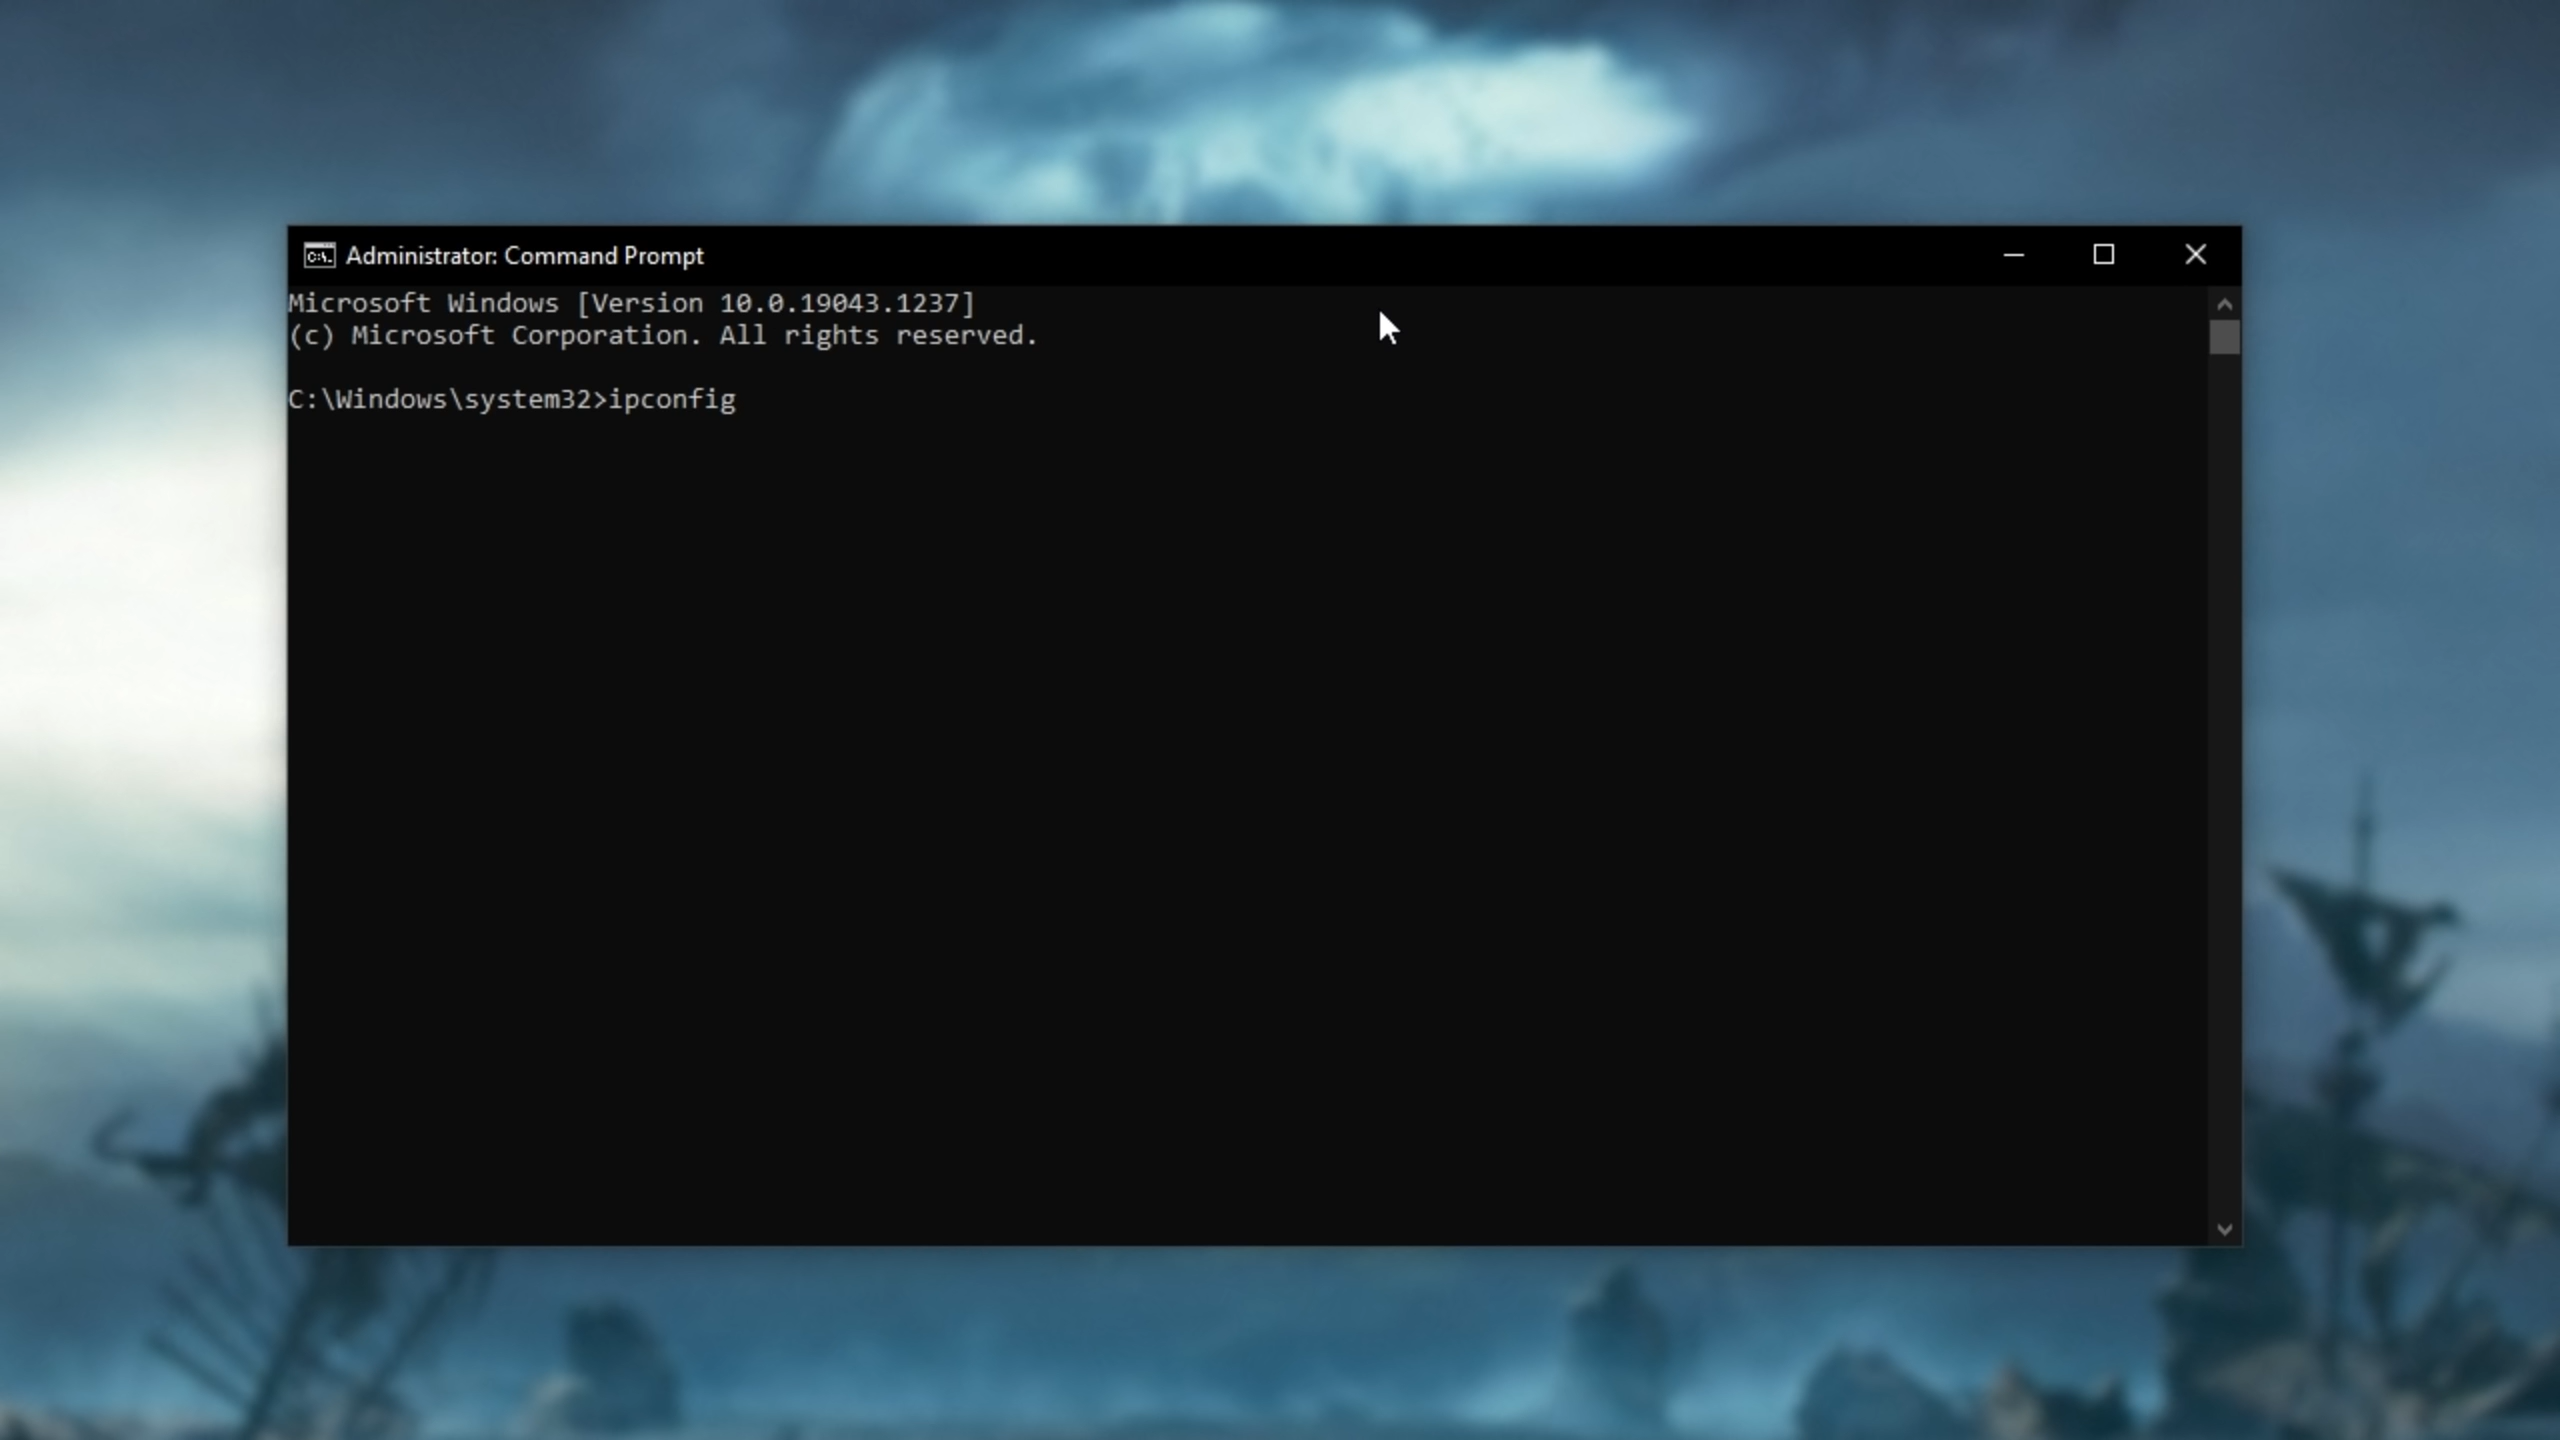 Administrator: Command Prompt
Microsoft Windows [Version 10.0.19043.1237]
(c) Microsoft Corporation. All rights reserved.
C:\Windows\system32>ipconfig